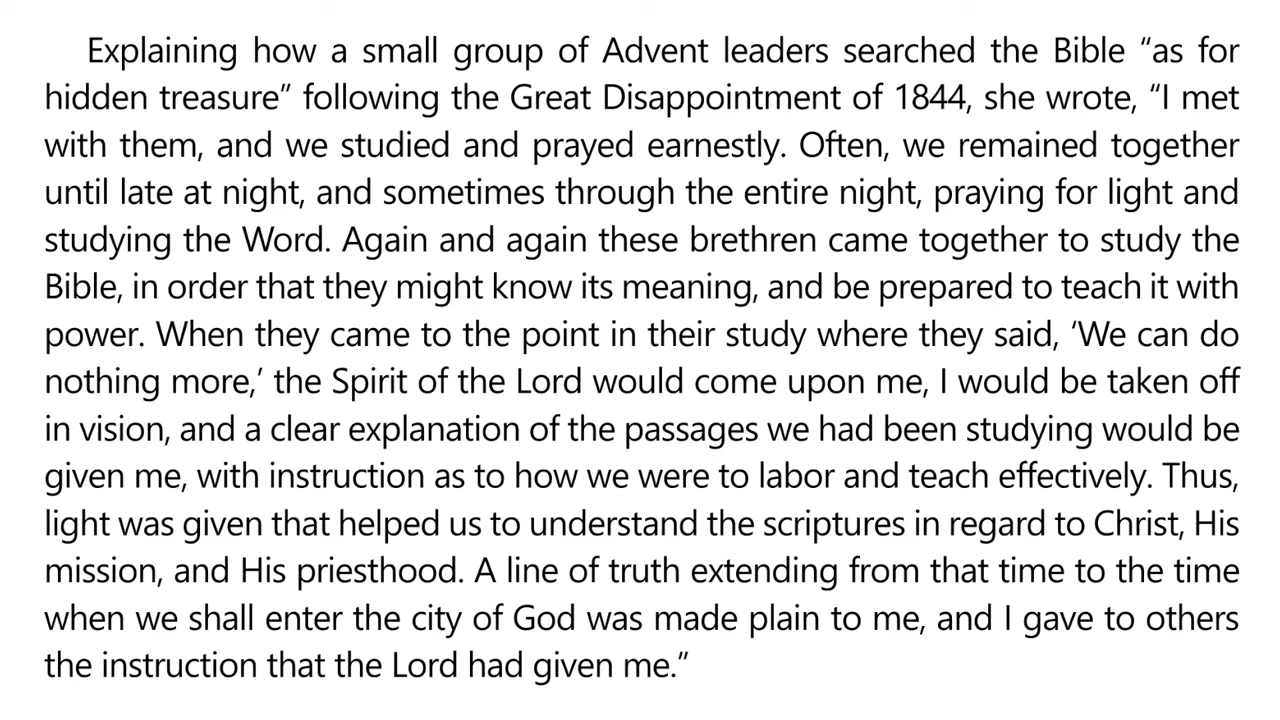 Explaining how a small group of Advent leaders searched the Bible “as for
hidden treasure” following the Great Disappointment of 1844, she wrote, “I met
with them, and we studied and prayed earnestly. Often, we remained together
until late at night, and sometimes through the entire night, praying for light and
studying the Word. Again and again these brethren came together to study the
Bible, in order that they might know its meaning, and be prepared to teach it with
power. When they came to the point in their study where they said, ‘We can do
nothing more,’ the Spirit of the Lord would come upon me, I would be taken off
in vision, and a clear explanation of the passages we had been studying would be
given me, with instruction as to how we were to labor and teach effectively. Thus,
light was given that helped us to understand the scriptures in regard to Christ, His
mission, and His priesthood. A line of truth extending from that time to the time
when we shall enter the city of God was made plain to me, and I gave to others
the instruction that the Lord had given me.”